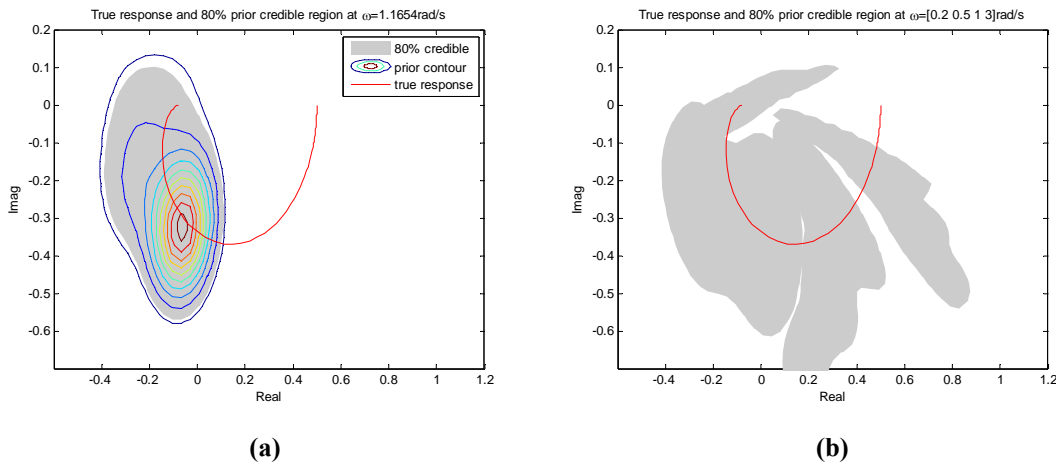 True response and 80% prior credible region at ω=1.1654rad/s
0.2
0.1
0
-0.1
-0.2
-0.3
-0.4
-0.5
-0.6
Imag
-0.4 -0.2 0 0.2 0.4 0.6 0.8 1 1.2
Real
80% credible
prior contour
true response
(a)
True response and 80% prior credible region at ω=[0.2 0.5 1 3]rad/s
0.2
0.1
0
-0.1
-0.2
-0.3
-0.4
-0.5
-0.6
Imag
-0.4 -0.2 0 0.2 0.4 0.6 0.8 1 1.2
Real
(b)